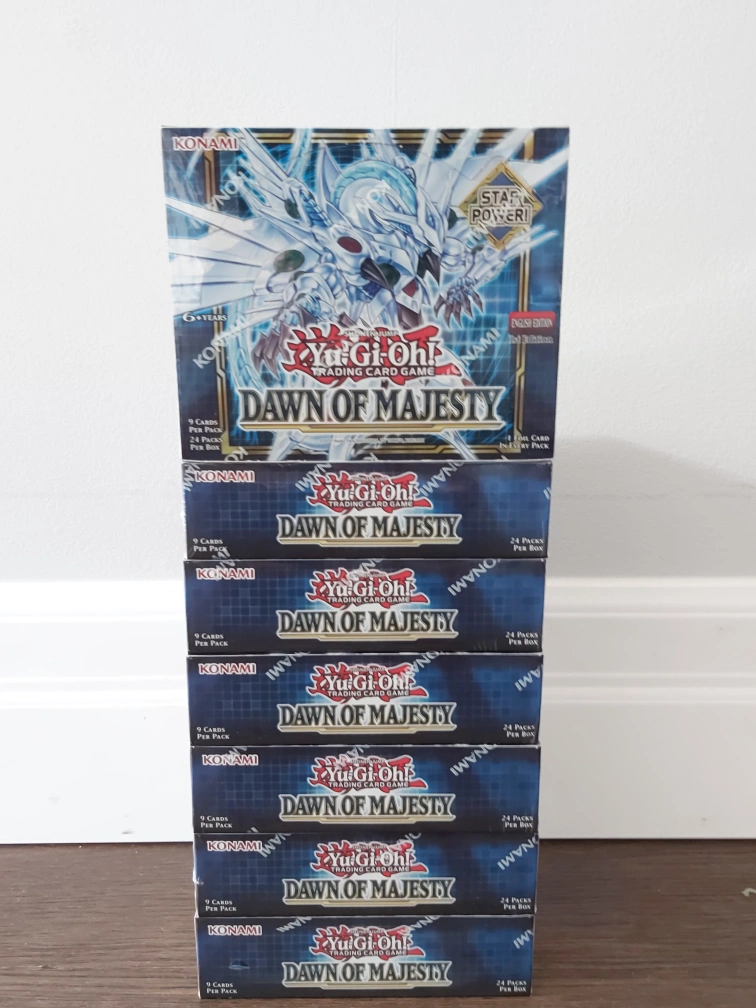 KONAMI
STAR POWER!
6+ YEARS
ENGLISH EDITION
1st Edition
SHONEN JUMP
Yu-Gi-Oh!
TRADING CARD GAME
DAWN OF MAJESTY
9 CARDS
PER PACK
24 PACKS
PER BOX
1 FOIL CARD
IN EVERY PACK
KONAMI
Yu-Gi-Oh!
TRADING CARD GAME
DAWN OF MAJESTY
9 CARDS
PER PACK
24 PACKS
PER BOX
KONAMI
Yu-Gi-Oh!
TRADING CARD GAME
DAWN OF MAJESTY
9 CARDS
PER PACK
24 PACKS
PER BOX
KONAMI
Yu-Gi-Oh!
TRADING CARD GAME
DAWN OF MAJESTY
9 CARDS
PER PACK
24 PACKS
PER BOX
KONAMI
Yu-Gi-Oh!
TRADING CARD GAME
DAWN OF MAJESTY
9 CARDS
PER PACK
24 PACKS
PER BOX
KONAMI
Yu-Gi-Oh!
TRADING CARD GAME
DAWN OF MAJESTY
9 CARDS
PER PACK
24 PACKS
PER BOX
KONAMI
Yu-Gi-Oh!
TRADING CARD GAME
DAWN OF MAJESTY
9 CARDS
PER PACK
24 PACKS
PER BOX